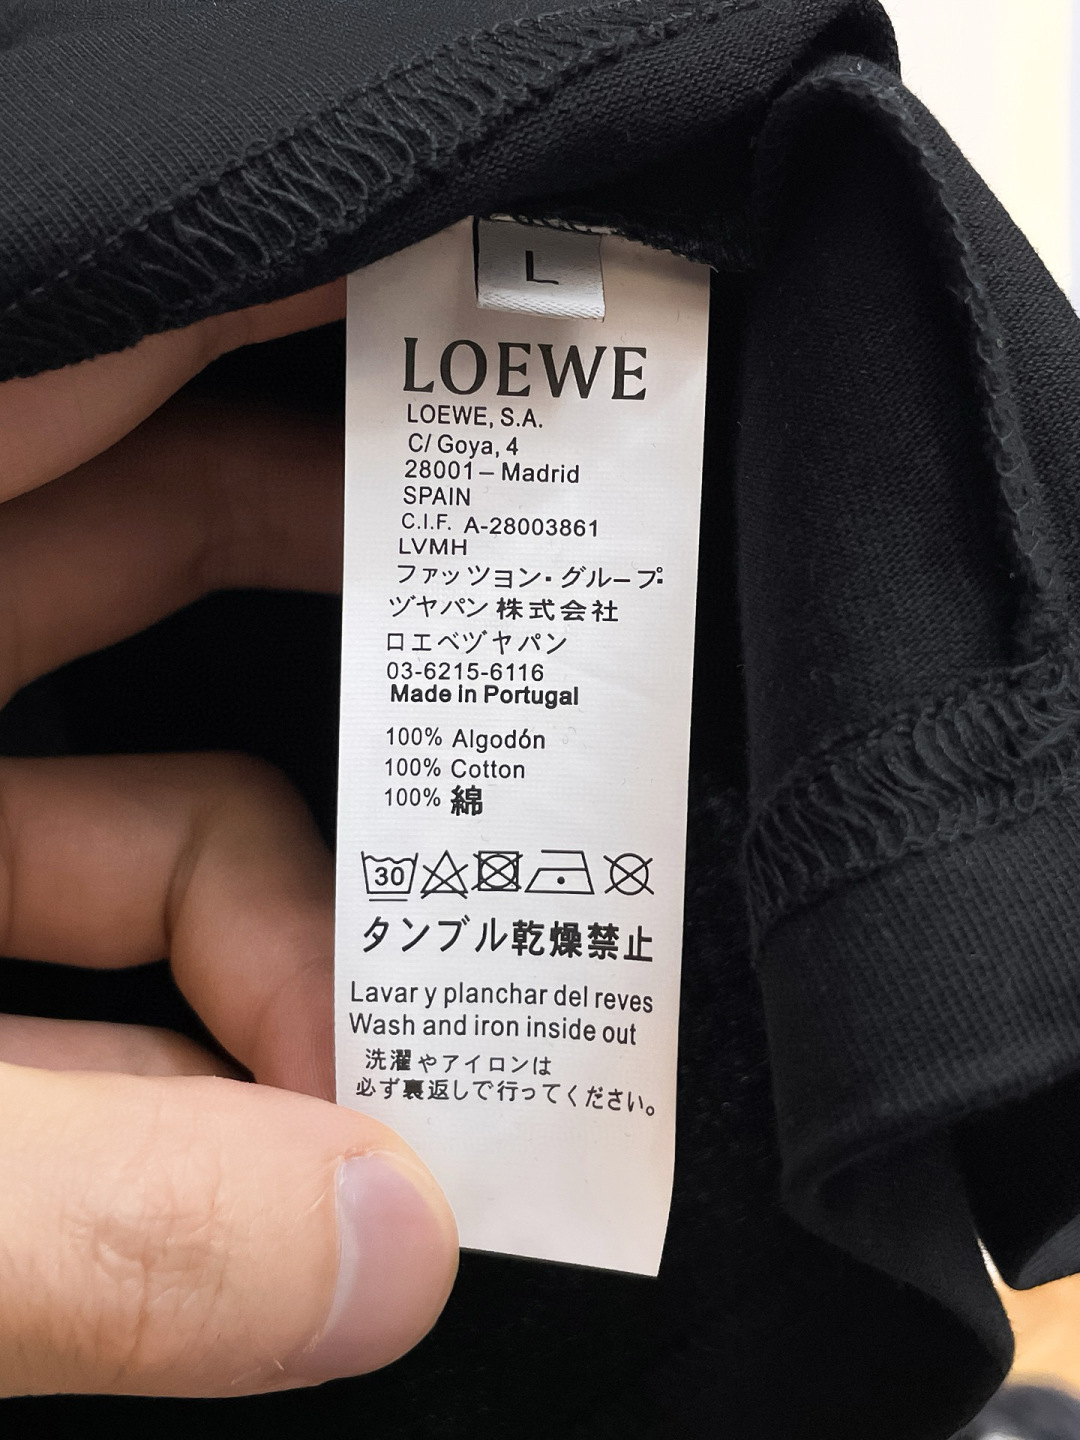 L
LOEWE
LOEWE, S.A.
C/ Goya, 4
28001 – Madrid
SPAIN
C.I.F. A-28003861
LVMH
ファッツョン・グループ
ヅャパン 株式会社
ロエベヅャパン
03-6215-6116
Made in Portugal
100% Algodón
100% Cotton
100% 綿
30
タンブル乾燥禁止
Lavar y planchar del reves
Wash and iron inside out
洗濯やアイロンは
必ず裏返しで行ってください。